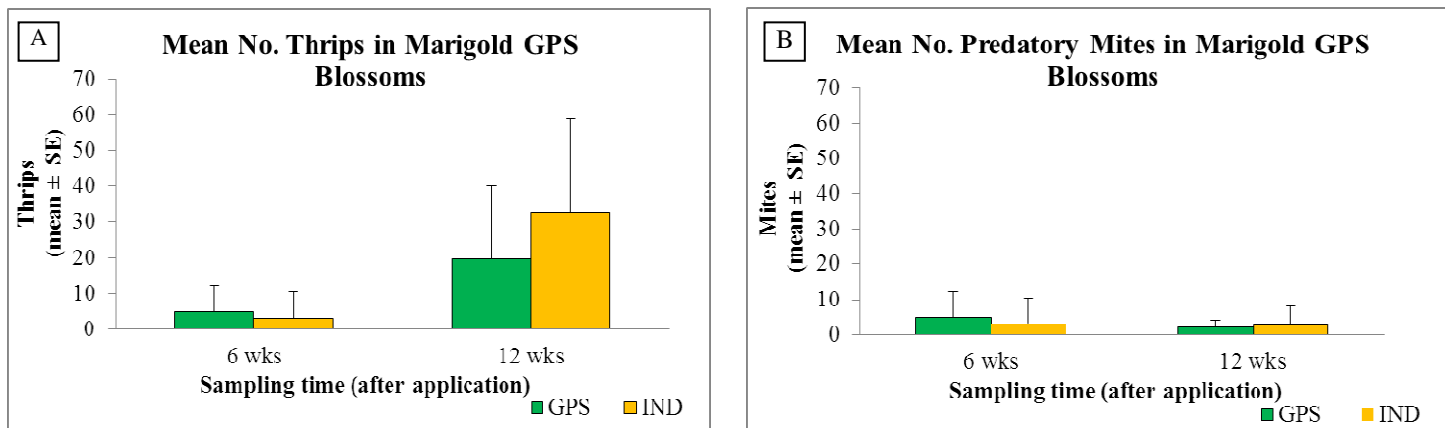 A
Mean No. Thrips in Marigold GPS
Blossoms
70
60
50
40
30
20
10
0
Thrips
(mean ± SE)
6 wks
12 wks
Sampling time (after application)
GPS
IND
B
Mean No. Predatory Mites in Marigold GPS
Blossoms
70
60
50
40
30
20
10
0
Mites
(mean ± SE)
6 wks
12 wks
Sampling time (after application)
GPS
IND